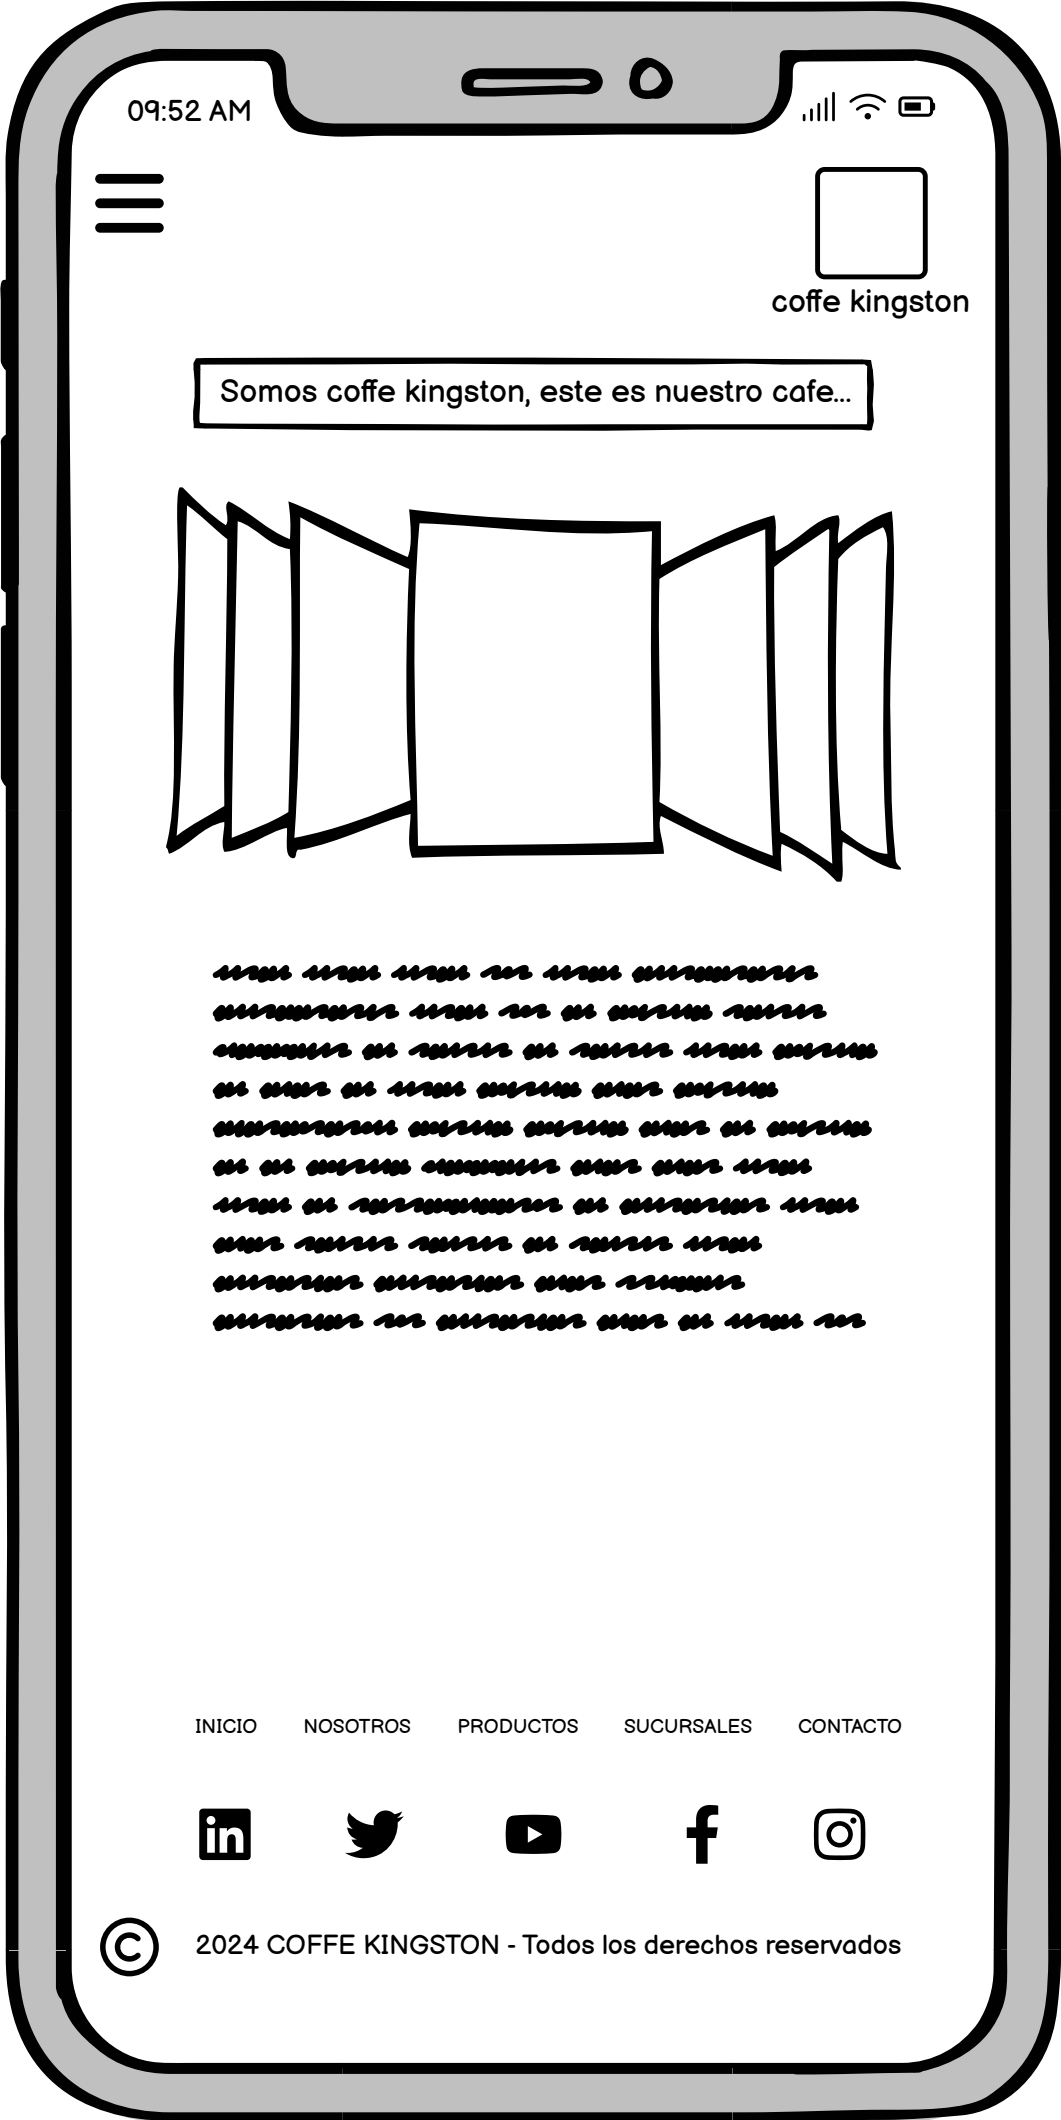 09:52 AM
coffe kingston
Somos coffe kingston, este es nuestro cafe...
INICIO NOSOTROS PRODUCTOS SUCURSALES CONTACTO
© 2024 COFFE KINGSTON - Todos los derechos reservados